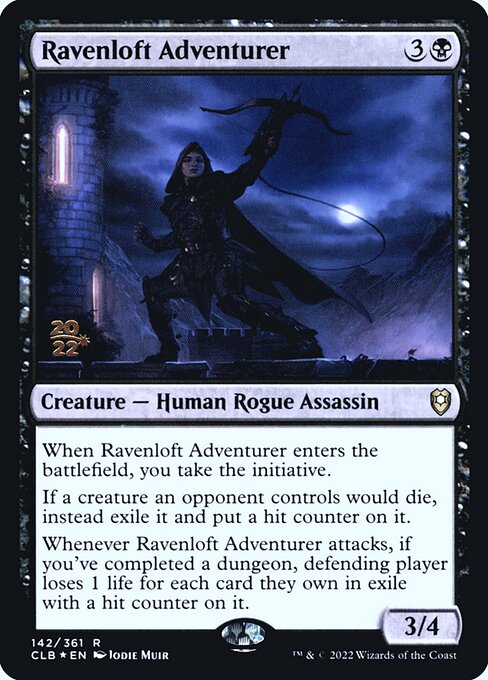 Ravenloft Adventurer 3
20
22
Creature — Human Rogue Assassin
When Ravenloft Adventurer enters the
battlefield, you take the initiative.
If a creature an opponent controls would die,
instead exile it and put a hit counter on it.
Whenever Ravenloft Adventurer attacks, if
you've completed a dungeon, defending player
loses 1 life for each card they own in exile
with a hit counter on it.
3/4
142/361 R
CLB ★ EN Iodie Muir
™ & © 2022 Wizards of the Coast